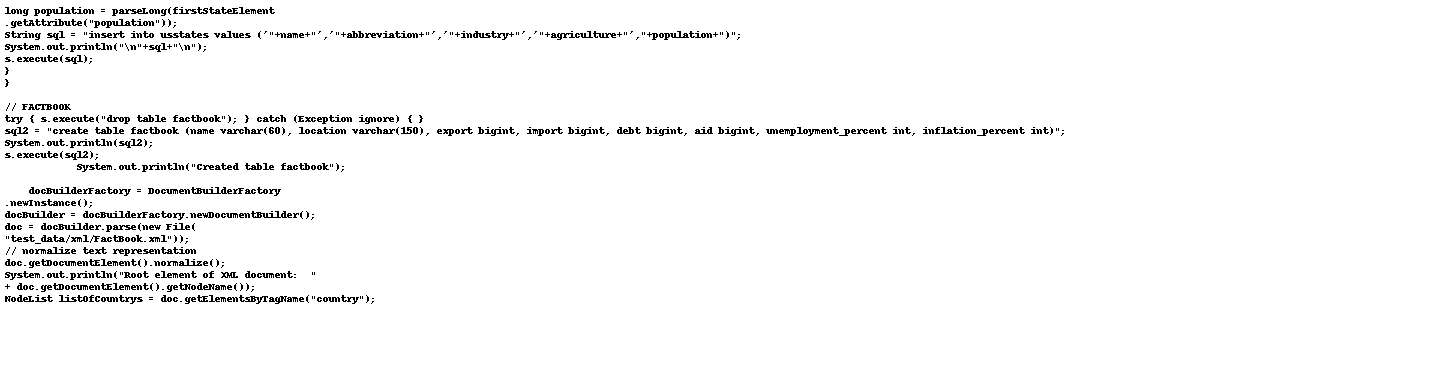 long population = parseLong(firstStateElement
.getAttribute("population"));
String sql = "insert into usstates values ('"+name+"','"+abbreviation+"','"+industry+"','"+agriculture+"',"+population+")";
System.out.println("\n"+sql+"\n");
s.execute(sql);
}
}
// FACTBOOK
try { s.execute("drop table factbook"); } catch (Exception ignore) { }
sql2 = "create table factbook (name varchar(60), location varchar(150), export bigint, import bigint, debt bigint, aid bigint, unemployment_percent int, inflation_percent int)";
System.out.println(sql2);
s.execute(sql2);
System.out.println("Created table factbook");
docBuilderFactory = DocumentBuilderFactory
.newInstance();
docBuilder = docBuilderFactory.newDocumentBuilder();
doc = docBuilder.parse(new File(
"test_data/xml/FactBook.xml"));
// normalize text representation
doc.getDocumentElement().normalize();
System.out.println("Root element of XML document:  "
+ doc.getDocumentElement().getNodeName());
NodeList listOfCountrys = doc.getElementsByTagName("country");